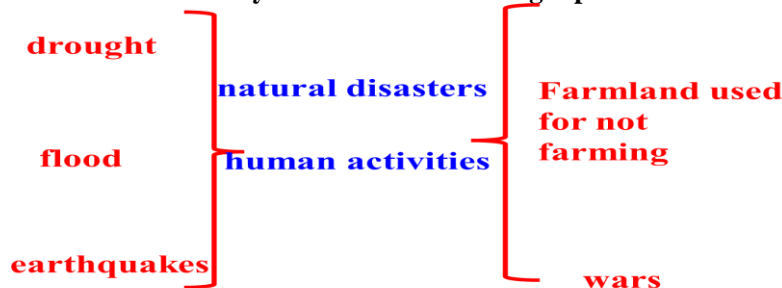 drought
natural disasters
Farmland used
for not
farming
flood
human activities
earthquakes
wars